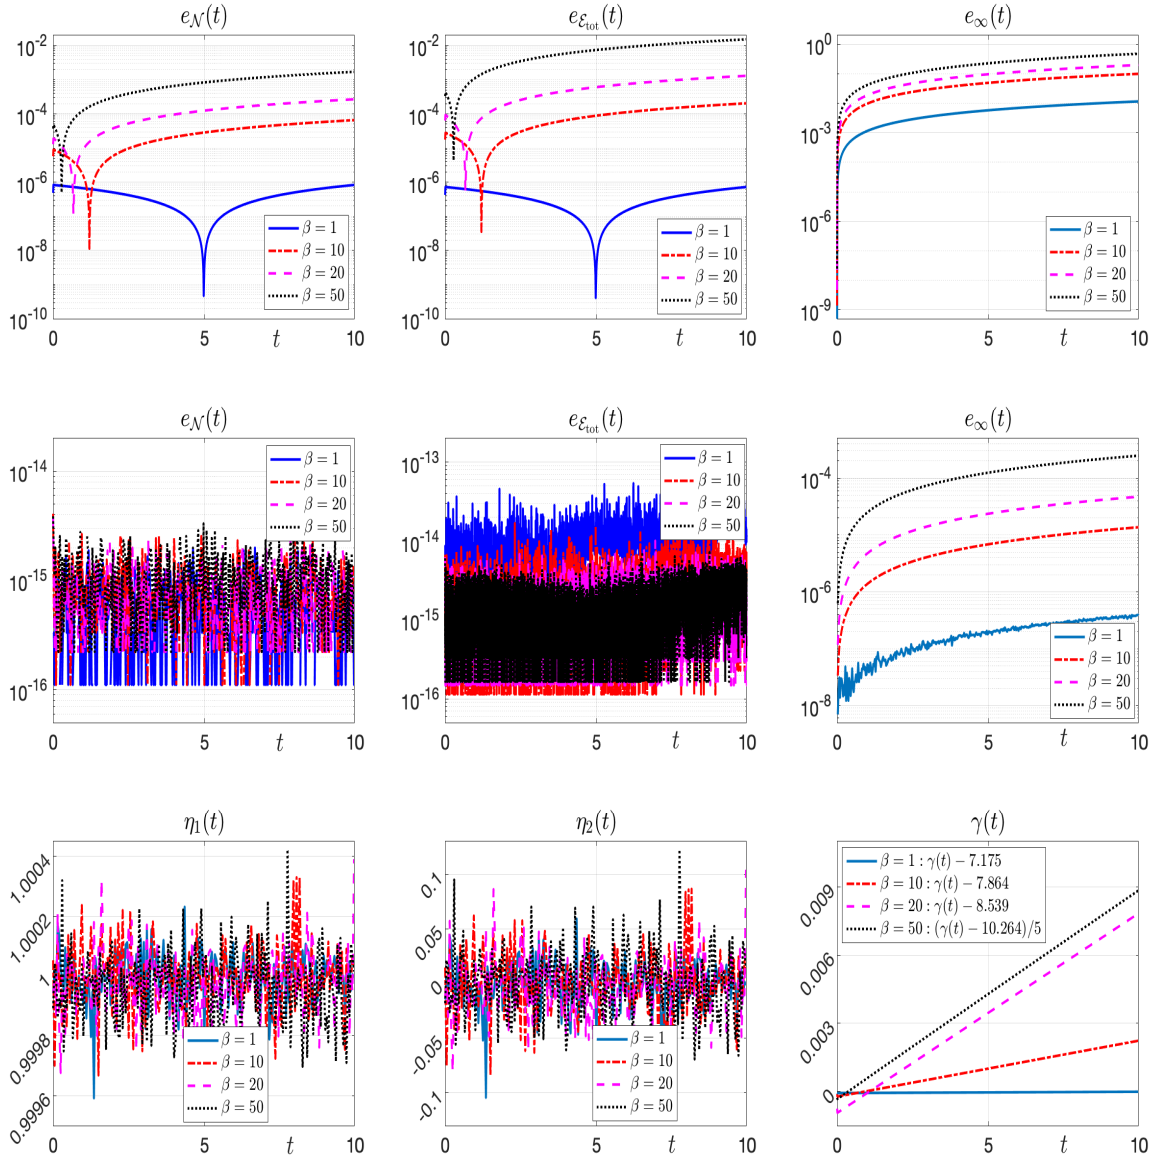 e_𝒩(t)
10^-2
10^-4
10^-6
10^-8
10^-10
0
5
t
10
β = 1
β = 10
β = 20
β = 50
e_ℰtot(t)
10^-2
10^-4
10^-6
10^-8
10^-10
0
5
t
10
β = 1
β = 10
β = 20
β = 50
e_∞(t)
10^0
10^-3
10^-6
10^-9
0
5
t
10
β = 1
β = 10
β = 20
β = 50
e_𝒩(t)
10^-14
10^-15
10^-16
0
5
t
10
β = 1
β = 10
β = 20
β = 50
e_ℰtot(t)
10^-13
10^-14
10^-15
10^-16
0
5
t
10
β = 1
β = 10
β = 20
β = 50
e_∞(t)
10^-4
10^-6
10^-8
0
5
t
10
β = 1
β = 10
β = 20
β = 50
η_1(t)
1.0004
1.0002
1
0.9998
0.9996
0
5
t
10
β = 1
β = 10
β = 20
β = 50
η_2(t)
0.1
0.05
0
-0.05
-0.1
0
5
t
10
β = 1
β = 10
β = 20
β = 50
γ(t)
0.009
0.006
0.003
0
0
5
t
10
β = 1 : γ(t) − 7.175
β = 10 : γ(t) − 7.864
β = 20 : γ(t) − 8.539
β = 50 : (γ(t) − 10.264)/5